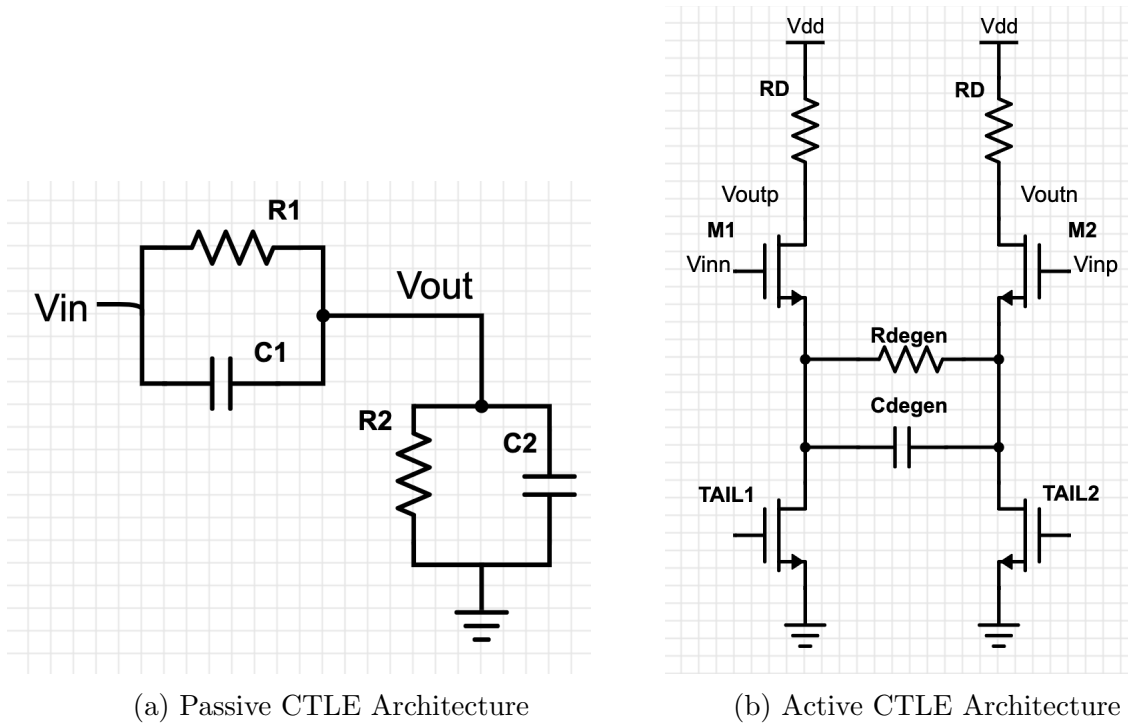 R1
Vin
Vout
C1
R2
C2
(a) Passive CTLE Architecture
Vdd
Vdd
RD
RD
Voutp
Voutn
M1
M2
Vinn
Vinp
Rdegen
Cdegen
TAIL1
TAIL2
(b) Active CTLE Architecture